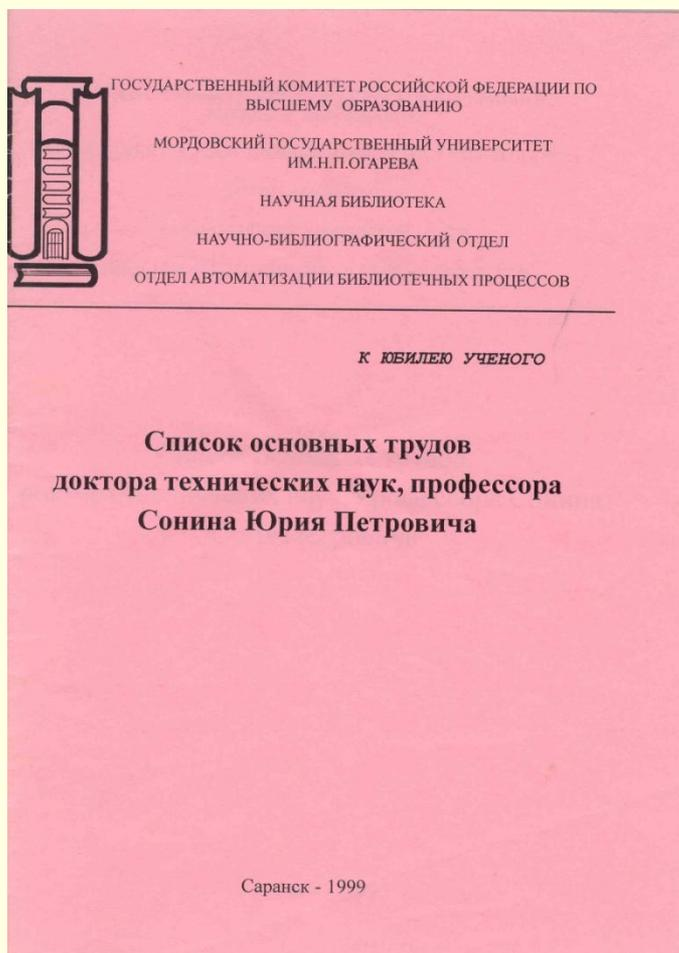 ГОСУДАРСТВЕННЫЙ КОМИТЕТ РОССИЙСКОЙ ФЕДЕРАЦИИ ПО
ВЫСШЕМУ ОБРАЗОВАНИЮ
МОРДОВСКИЙ ГОСУДАРСТВЕННЫЙ УНИВЕРСИТЕТ
ИМ.Н.П.ОГАРЕВА
НАУЧНАЯ БИБЛИОТЕКА
НАУЧНО-БИБЛИОГРАФИЧЕСКИЙ ОТДЕЛ
ОТДЕЛ АВТОМАТИЗАЦИИ БИБЛИОТЕЧНЫХ ПРОЦЕССОВ
К ЮБИЛЕЮ УЧЕНОГО
Список основных трудов
доктора технических наук, профессора
Сонина Юрия Петровича
Саранск - 1999